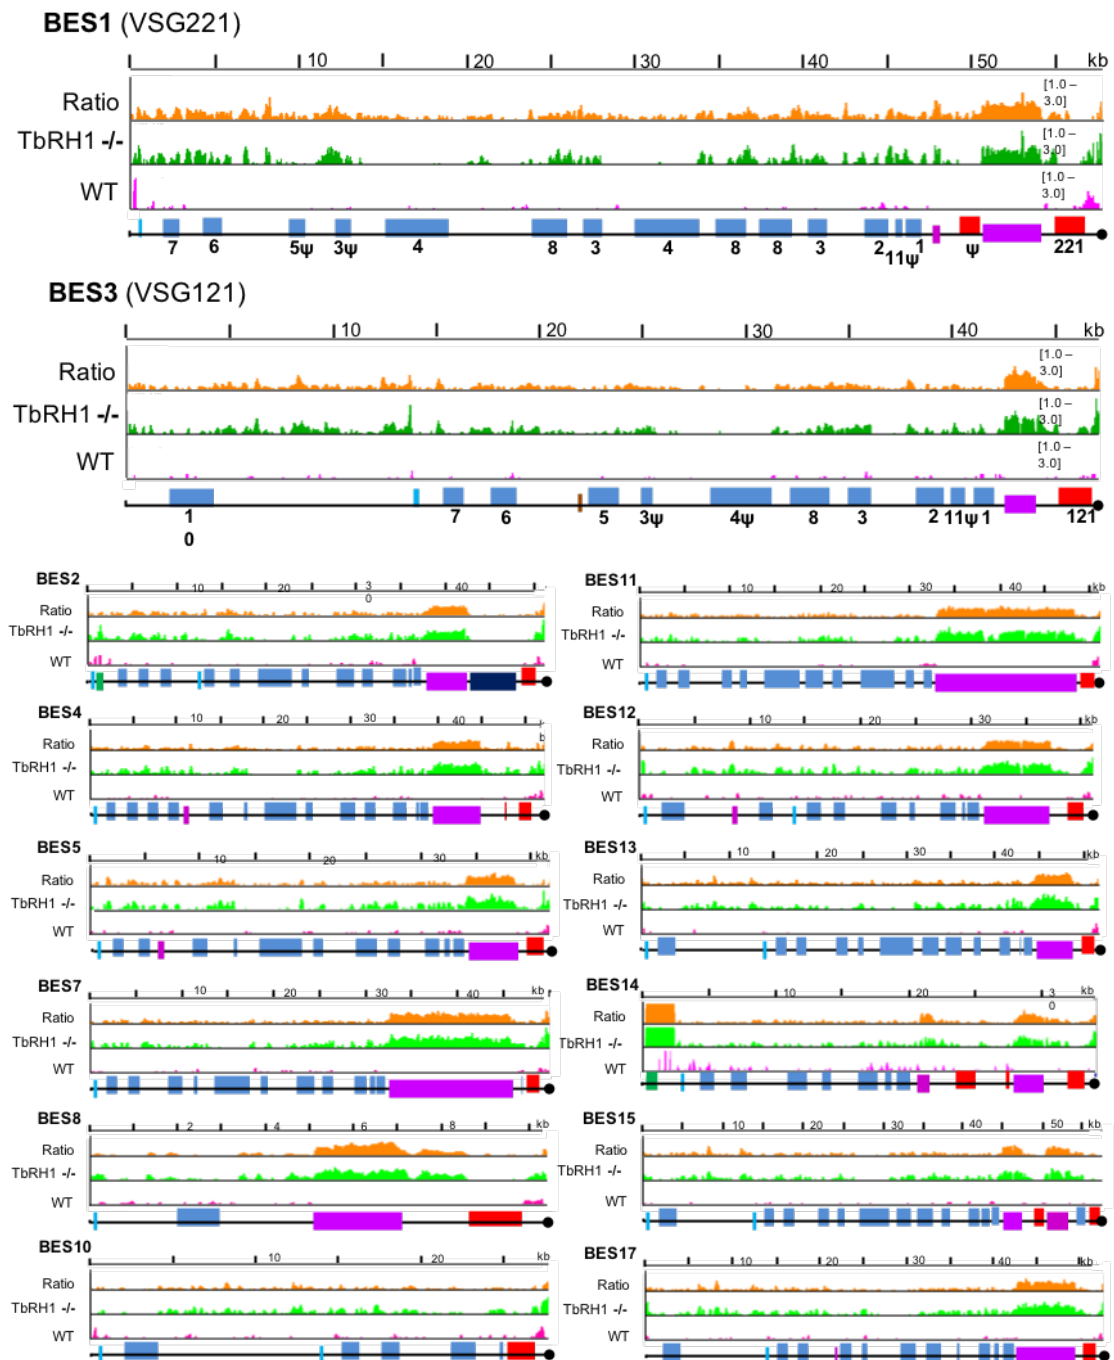 BES1 (VSG221)
10 20 30 40 50 kb
Ratio [1.0 – 3.0]
TbRH1 -/- [1.0 – 3.0]
WT [1.0 – 3.0]
7 6 5ψ 3ψ 4 8 3 4 8 8 3 2 11ψ 1 ψ 221
BES3 (VSG121)
10 20 30 40 kb
Ratio [1.0 – 3.0]
TbRH1 -/- [1.0 – 3.0]
WT [1.0 – 3.0]
10 7 6 5 3ψ 4ψ 8 3 2 11ψ 1 121
BES2
10 20 30 40
Ratio
TbRH1 -/-
WT
BES11
10 20 30 40 kb
Ratio
TbRH1 -/-
WT
BES4
10 20 30 40
Ratio
TbRH1 -/-
WT
BES12
10 20 30 kb
Ratio
TbRH1 -/-
WT
BES5
10 20 30 kb
Ratio
TbRH1 -/-
WT
BES13
10 20 30 40 kb
Ratio
TbRH1 -/-
WT
BES7
10 20 30 40 kb
Ratio
TbRH1 -/-
WT
BES14
10 20 30 kb
Ratio
TbRH1 -/-
WT
BES8
2 4 6 8 kb
Ratio
TbRH1 -/-
WT
BES15
10 20 30 40 50 kb
Ratio
TbRH1 -/-
WT
BES10
10 20 kb
Ratio
TbRH1 -/-
WT
BES17
10 20 30 40 kb
Ratio
TbRH1 -/-
WT